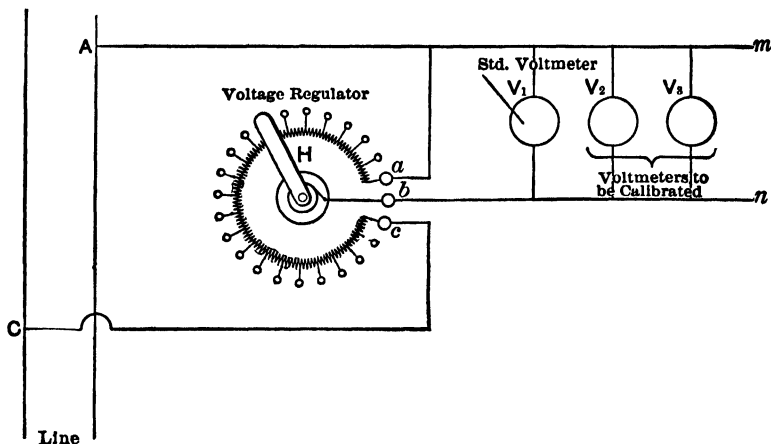 A
m
Std. Voltmeter
V₁
V₂
V₃
Voltage Regulator
H
a
b
c
Voltmeters to
be Calibrated
n
C
Line